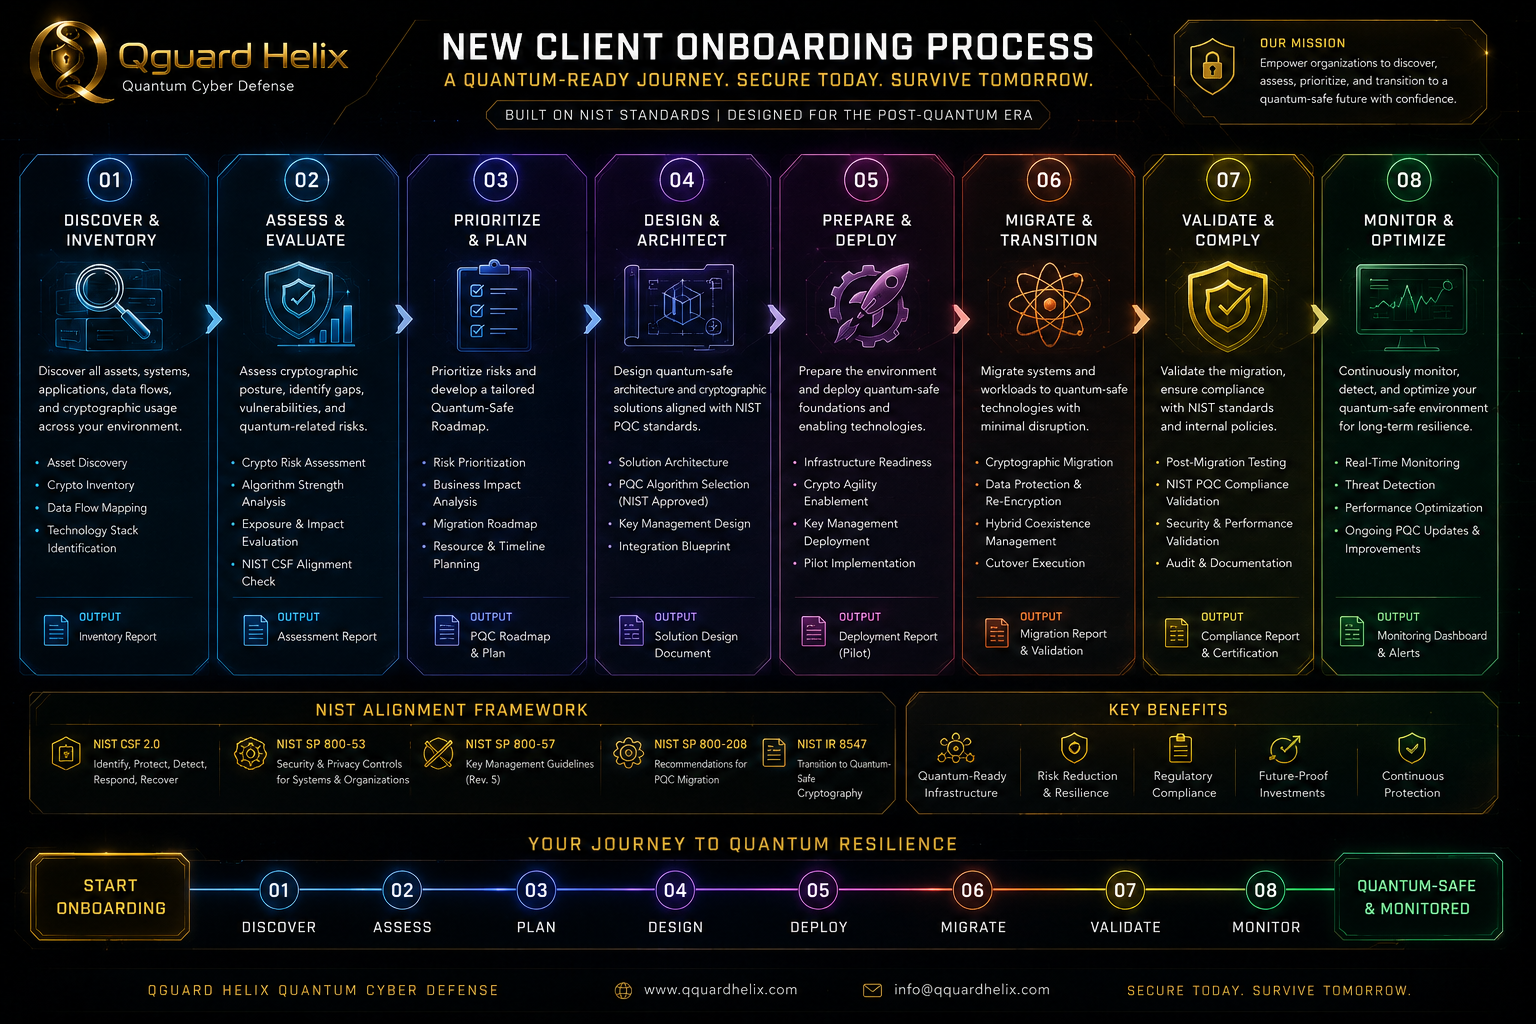 Qguard Helix
Quantum Cyber Defense
NEW CLIENT ONBOARDING PROCESS
A QUANTUM-READY JOURNEY. SECURE TODAY. SURVIVE TOMORROW.
BUILT ON NIST STANDARDS | DESIGNED FOR THE POST-QUANTUM ERA
OUR MISSION
Empower organizations to discover,
assess, prioritize, and transition to a
quantum-safe future with confidence.
01
DISCOVER &
INVENTORY
Discover all assets, systems,
applications, data flows,
and cryptographic usage
across your environment.
• Asset Discovery
• Crypto Inventory
• Data Flow Mapping
• Technology Stack
Identification
OUTPUT
Inventory Report
02
ASSESS &
EVALUATE
Assess cryptographic
posture, identify gaps,
vulnerabilities, and
quantum-related risks.
• Crypto Risk Assessment
• Algorithm Strength
Analysis
• Exposure & Impact
Evaluation
• NIST CSF Alignment
Check
OUTPUT
Assessment Report
03
PRIORITIZE
& PLAN
Prioritize risks and
develop a tailored
Quantum-Safe
Roadmap.
• Risk Prioritization
• Business Impact
Analysis
• Migration Roadmap
• Resource & Timeline
Planning
OUTPUT
PQC Roadmap
& Plan
04
DESIGN &
ARCHITECT
Design quantum-safe
architecture and cryptographic
solutions aligned with NIST
PQC standards.
• Solution Architecture
• PQC Algorithm Selection
(NIST Approved)
• Key Management Design
• Integration Blueprint
OUTPUT
Solution Design
Document
05
PREPARE &
DEPLOY
Prepare the environment
and deploy quantum-safe
foundations and
enabling technologies.
• Infrastructure Readiness
• Crypto Agility
Enablement
• Key Management
Deployment
• Pilot Implementation
OUTPUT
Deployment Report
(Pilot)
06
MIGRATE &
TRANSITION
Migrate systems and
workloads to quantum-safe
technologies with
minimal disruption.
• Cryptographic Migration
• Data Protection &
Re-Encryption
• Hybrid Coexistence
Management
• Cutover Execution
OUTPUT
Migration Report
& Validation
07
VALIDATE &
COMPLY
Validate the migration,
ensure compliance
with NIST standards
and internal policies.
• Post-Migration Testing
• NIST PQC Compliance
Validation
• Security & Performance
Validation
• Audit & Documentation
OUTPUT
Compliance Report
& Certification
08
MONITOR &
OPTIMIZE
Continuously monitor,
detect, and optimize your
quantum-safe environment
for long-term resilience.
• Real-Time Monitoring
• Threat Detection
• Performance Optimization
• Ongoing PQC Updates &
Improvements
OUTPUT
Monitoring Dashboard
& Alerts
NIST ALIGNMENT FRAMEWORK
NIST CSF 2.0
Identify, Protect, Detect,
Respond, Recover
NIST SP 800-53
Security & Privacy Controls
for Systems & Organizations
NIST SP 800-57
Key Management Guidelines
(Rev. 5)
NIST SP 800-208
Recommendations for
PQC Migration
NIST IR 8547
Transition to Quantum-
Safe
Cryptography
KEY BENEFITS
Quantum-Ready
Infrastructure
Risk Reduction
& Resilience
Regulatory
Compliance
Future-Proof
Investments
Continuous
Protection
YOUR JOURNEY TO QUANTUM RESILIENCE
START
ONBOARDING
01
DISCOVER
02
ASSESS
03
PLAN
04
DESIGN
05
DEPLOY
06
MIGRATE
07
VALIDATE
08
MONITOR
QUANTUM-SAFE
& MONITORED
QGUARD HELIX QUANTUM CYBER DEFENSE
www.qquardhelix.com
info@qquardhelix.com
SECURE TODAY. SURVIVE TOMORROW.